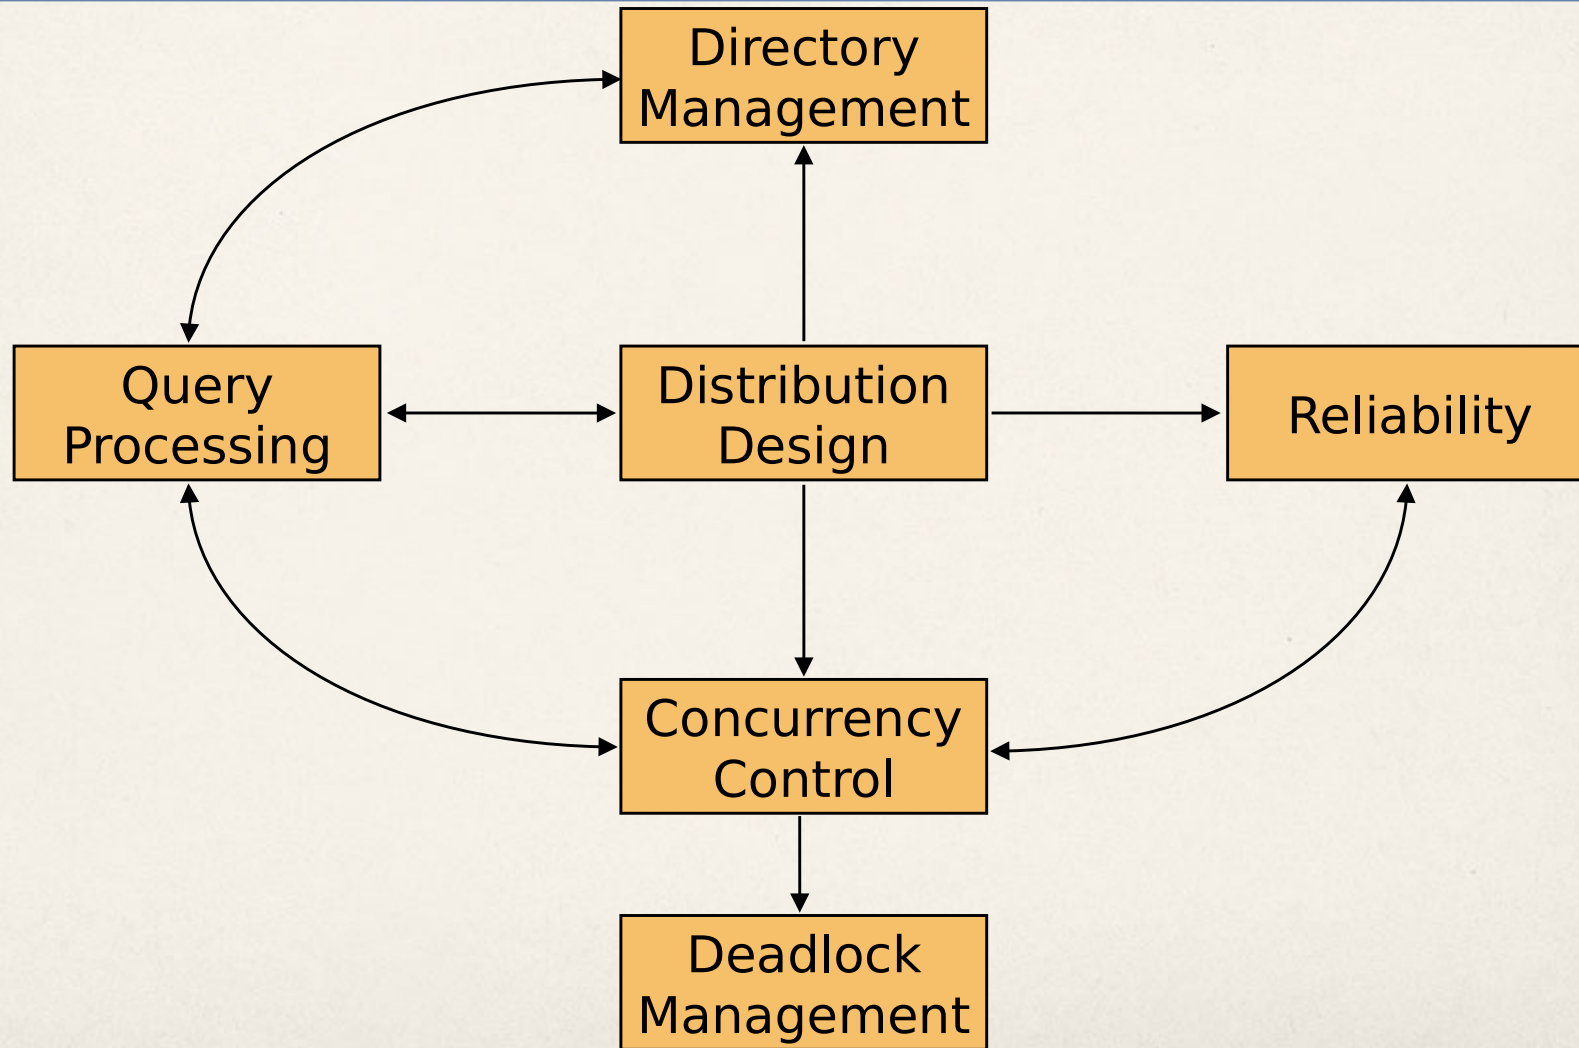 Directory
Management
Query
Processing
Distribution
Design
Reliability
Concurrency
Control
Deadlock
Management